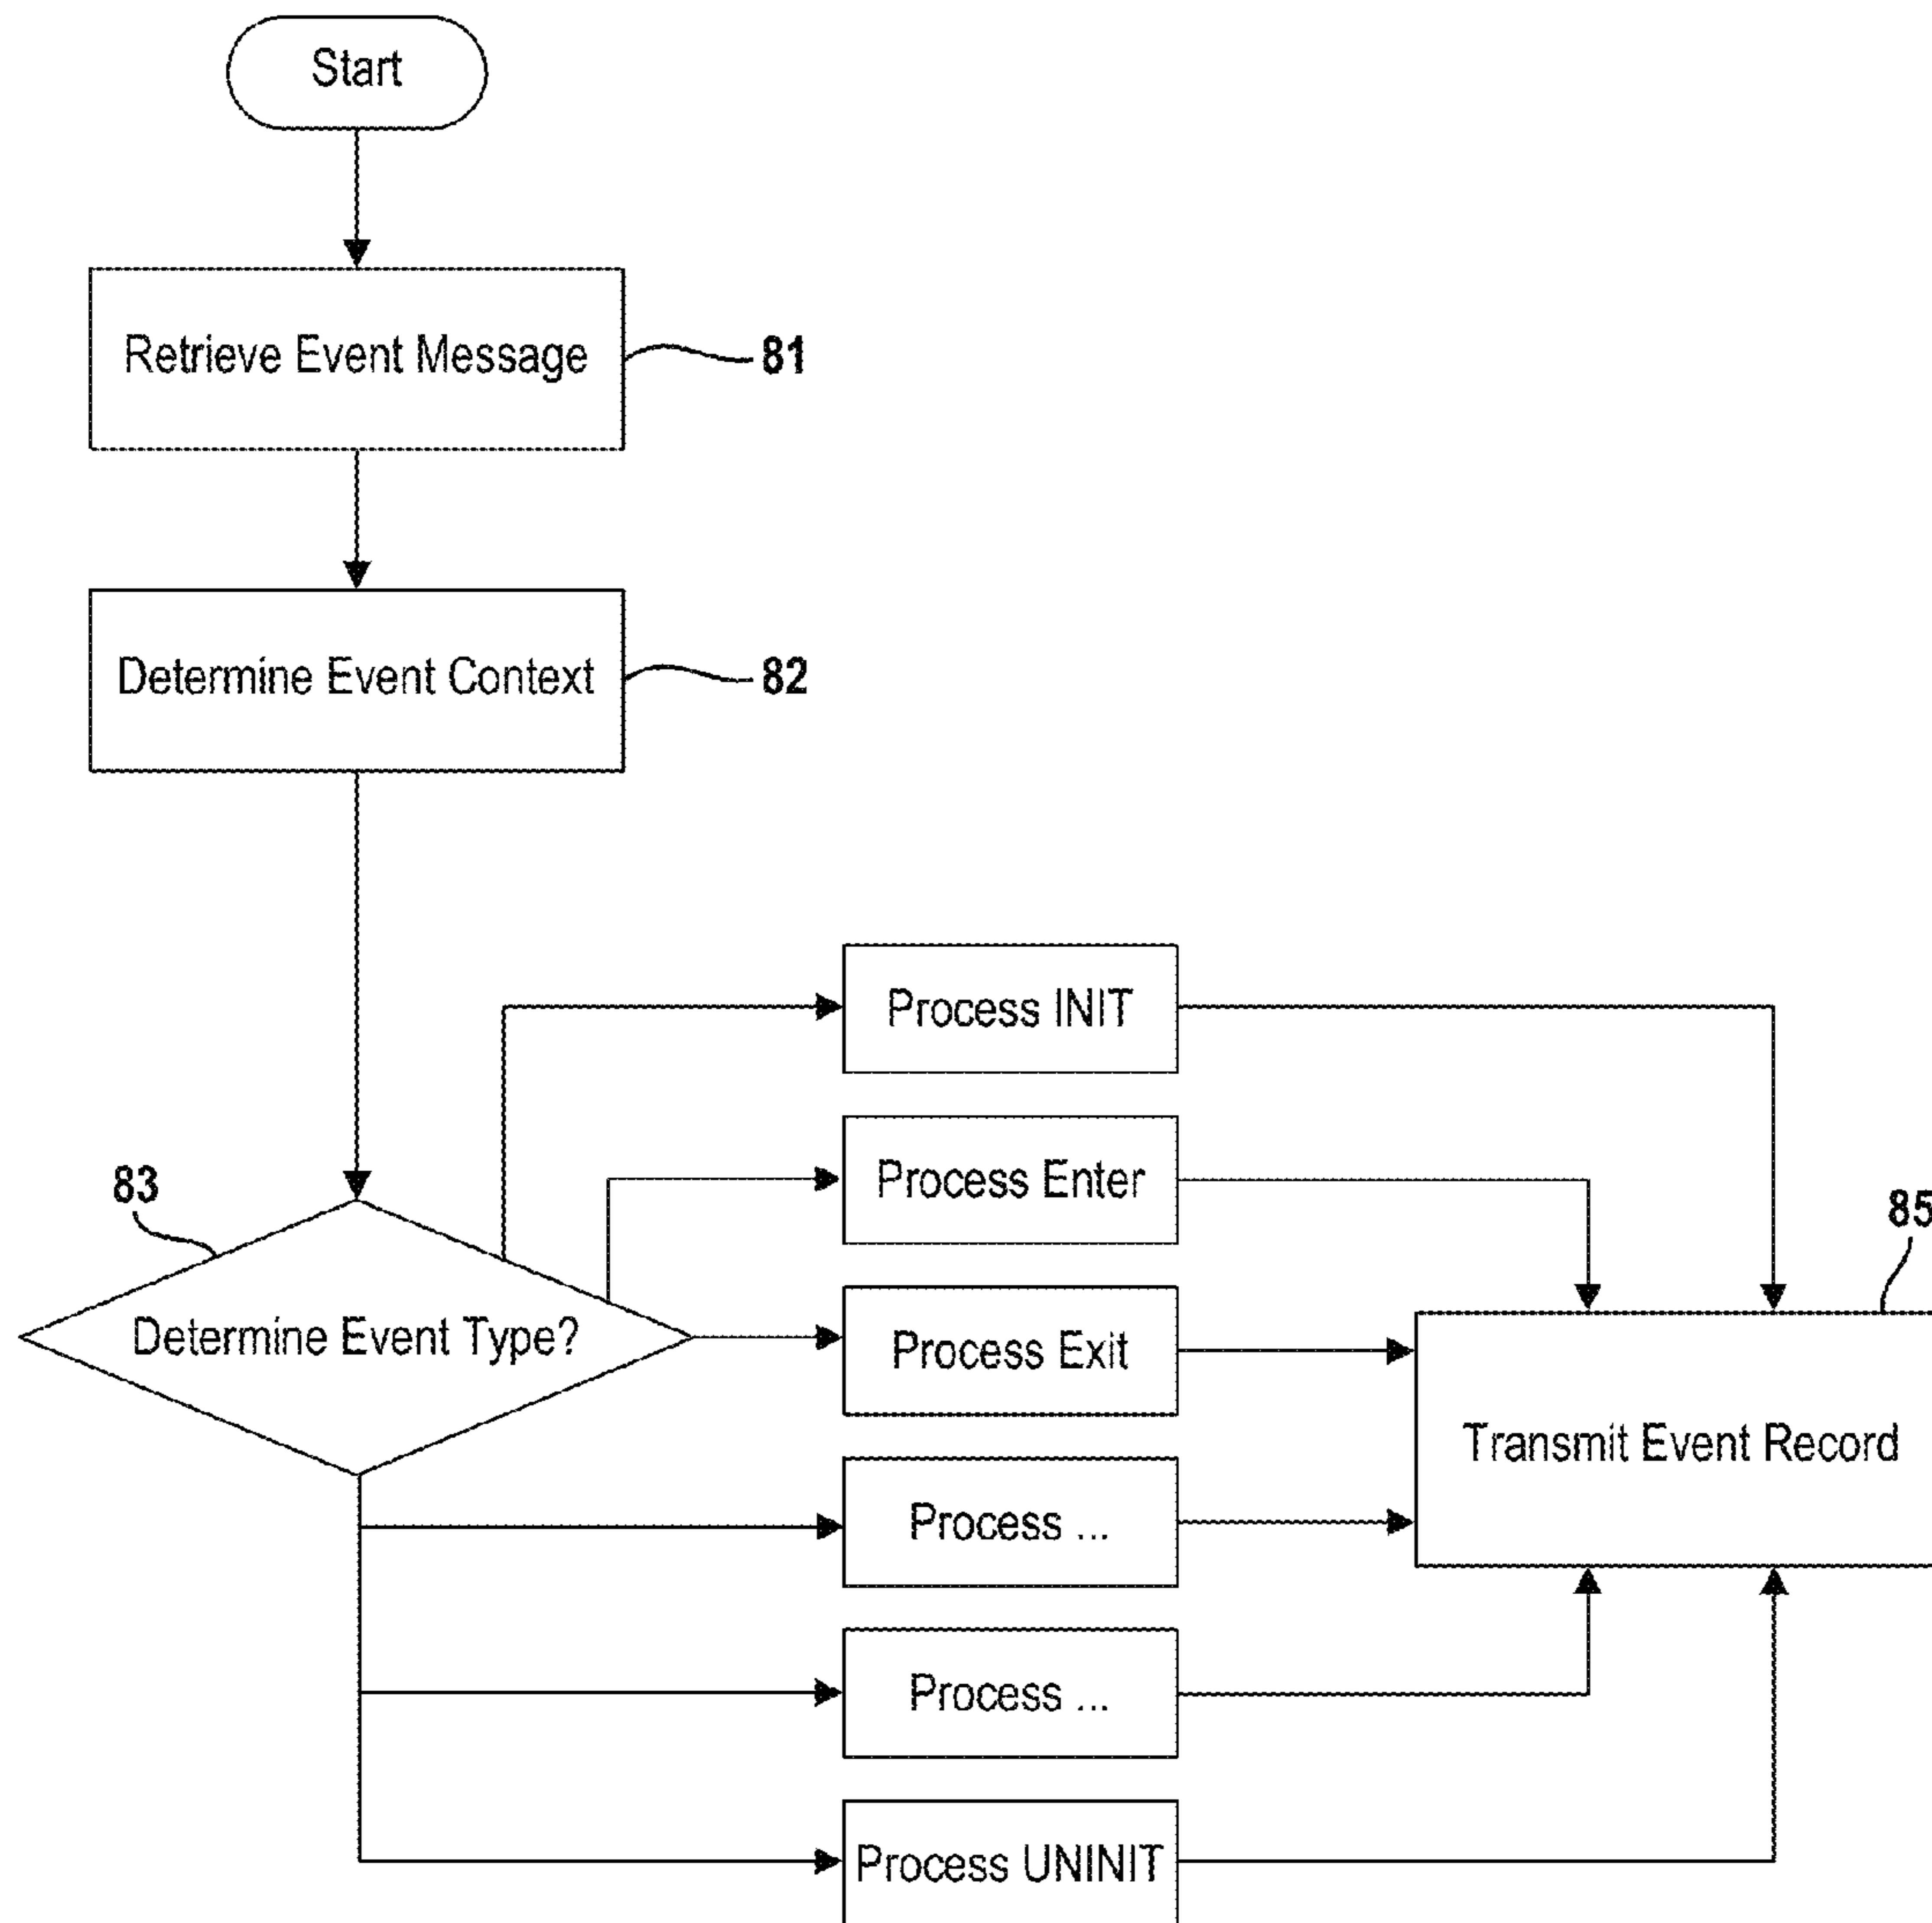 Start
Retrieve Event Message
81
Determine Event Context
82
Process INIT
Process Enter
83
85
Determine Event Type?
Process Exit
Transmit Event Record
Process ...
Process ...
Process UNINIT